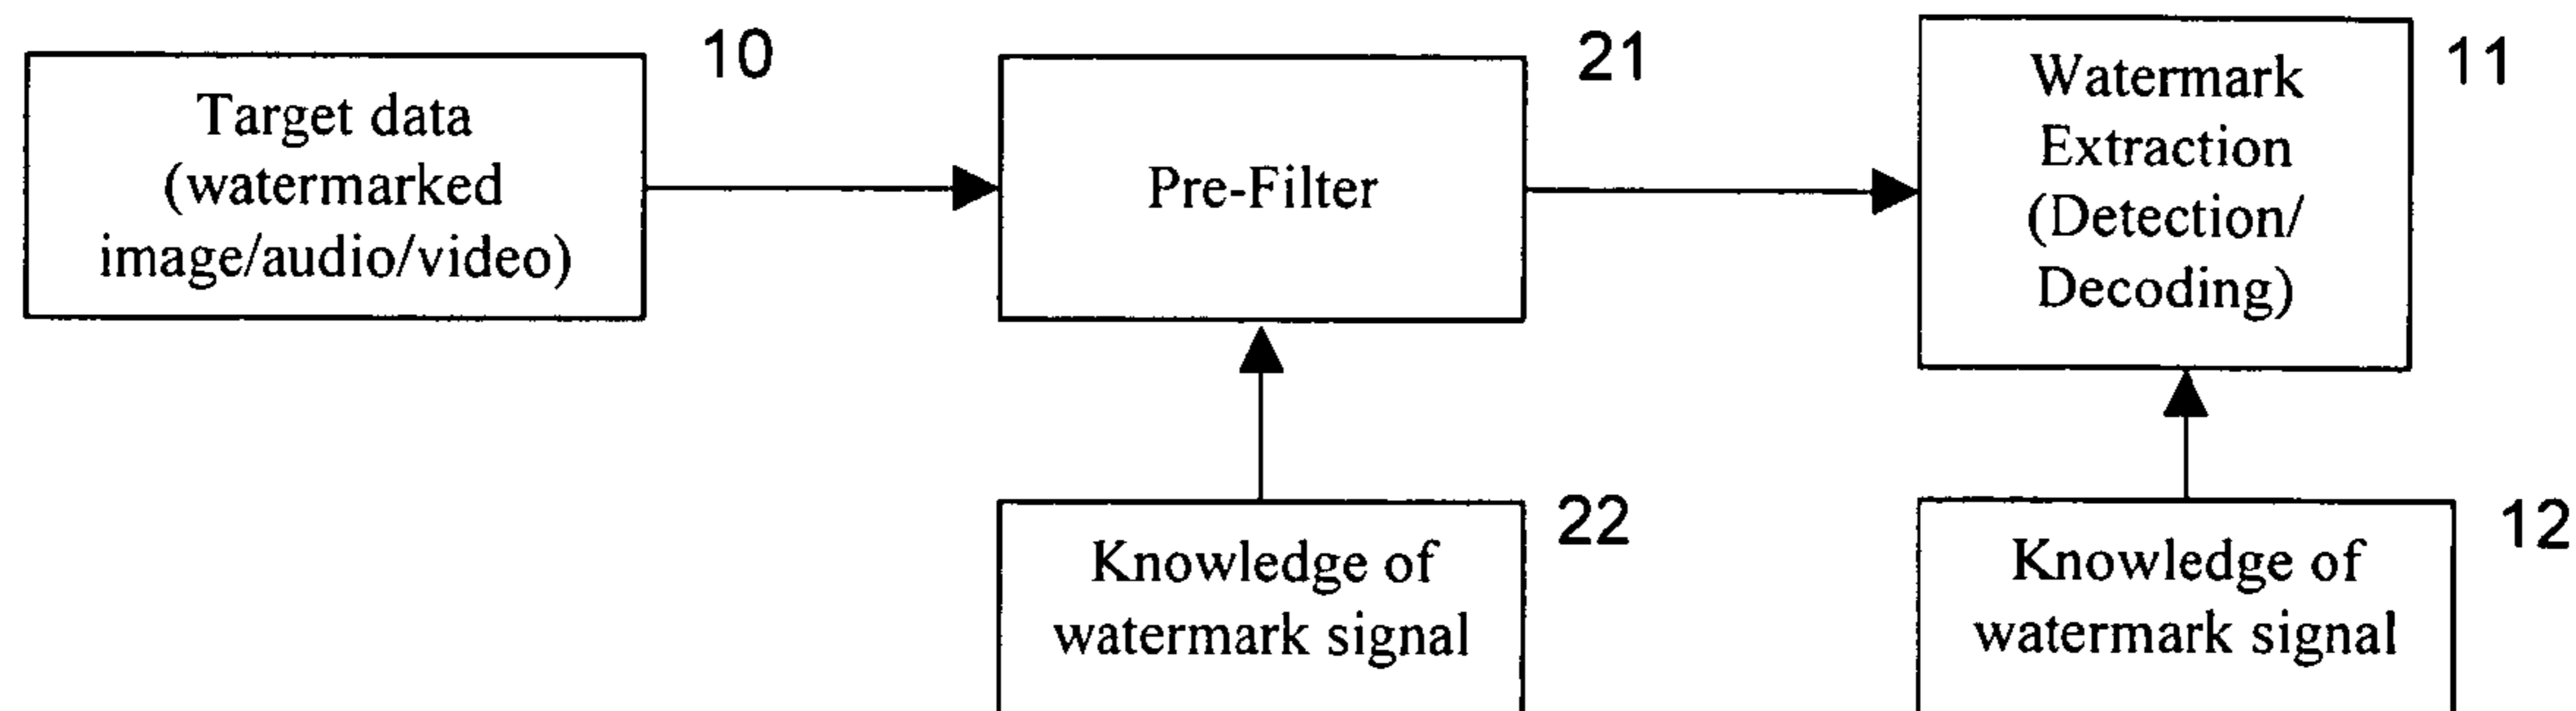 10
Target data
(watermarked
image/audio/video)
21
Pre-Filter
11
Watermark
Extraction
(Detection/
Decoding)
22
Knowledge of
watermark signal
12
Knowledge of
watermark signal